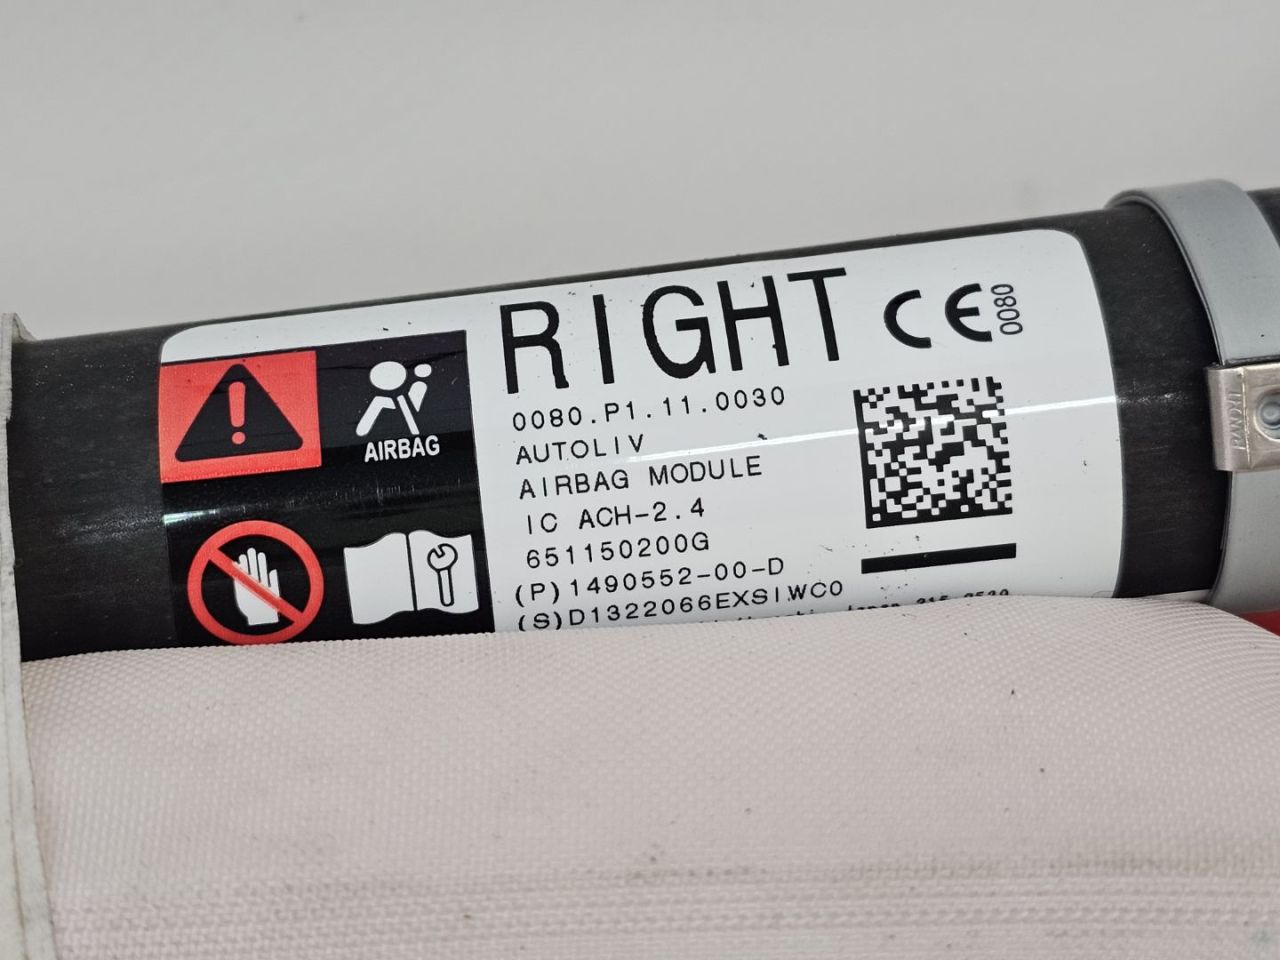 RIGHT
CE 0080
AIRBAG
0080.P1.11.0030
AUTOLIV
AIRBAG MODULE
IC ACH-2.4
651150200G
(P)1490552-00-D
(S)D1322066EXSIWC0
PANDUIT